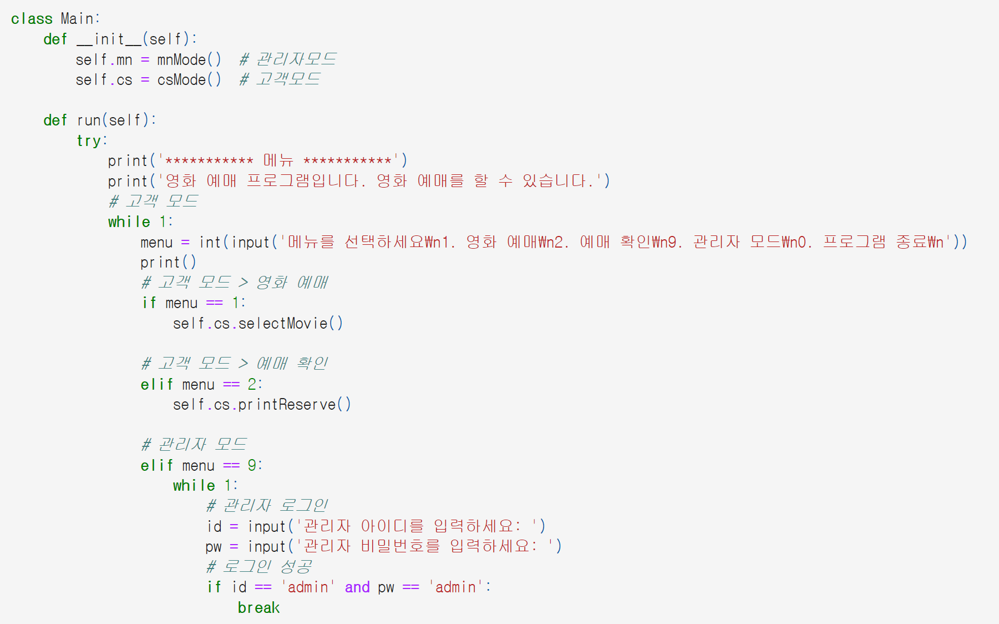 class Main:
    def __init__(self):
        self.mn = mnMode()  # 관리자모드
        self.cs = csMode()  # 고객모드

    def run(self):
        try:
            print('*********** 메뉴 ***********')
            print('영화 예매 프로그램입니다. 영화 예매를 할 수 있습니다.')
            # 고객 모드
            while 1:
                menu = int(input('메뉴를 선택하세요₩n1. 영화 예매₩n2. 예매 확인₩n9. 관리자 모드₩n0. 프로그램 종료₩n'))
                print()
                # 고객 모드 > 영화 예매
                if menu == 1:
                    self.cs.selectMovie()

                # 고객 모드 > 예매 확인
                elif menu == 2:
                    self.cs.printReserve()

                # 관리자 모드
                elif menu == 9:
                    while 1:
                        # 관리자 로그인
                        id = input('관리자 아이디를 입력하세요: ')
                        pw = input('관리자 비밀번호를 입력하세요: ')
                        # 로그인 성공
                        if id == 'admin' and pw == 'admin':
                            break